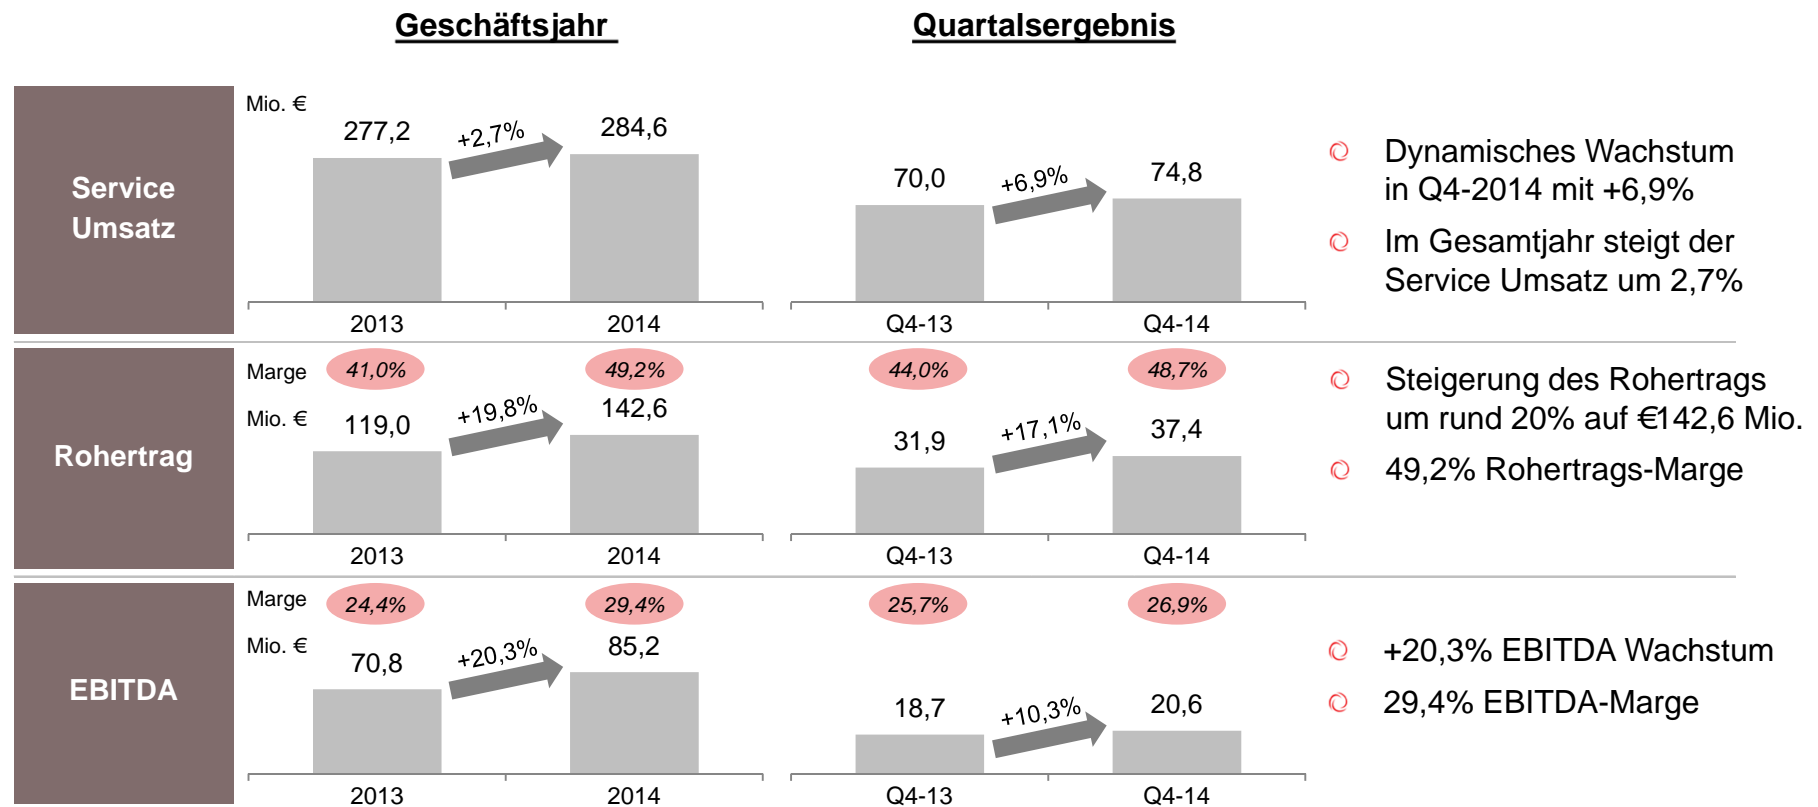 Geschäftsjahr
Quartalsergebnis
Service
Umsatz
Mio. €
277,2
+2,7%
284,6
2013
2014
70,0
+6,9%
74,8
Q4-13
Q4-14
Dynamisches Wachstum
in Q4-2014 mit +6,9%
Im Gesamtjahr steigt der
Service Umsatz um 2,7%
Rohertrag
Marge
41,0%
49,2%
Mio. €
119,0
+19,8%
142,6
2013
2014
44,0%
48,7%
31,9
+17,1%
37,4
Q4-13
Q4-14
Steigerung des Rohertrags
um rund 20% auf €142,6 Mio.
49,2% Rohertrags-Marge
EBITDA
Marge
24,4%
29,4%
Mio. €
70,8
+20,3%
85,2
2013
2014
25,7%
26,9%
18,7
+10,3%
20,6
Q4-13
Q4-14
+20,3% EBITDA Wachstum
29,4% EBITDA-Marge